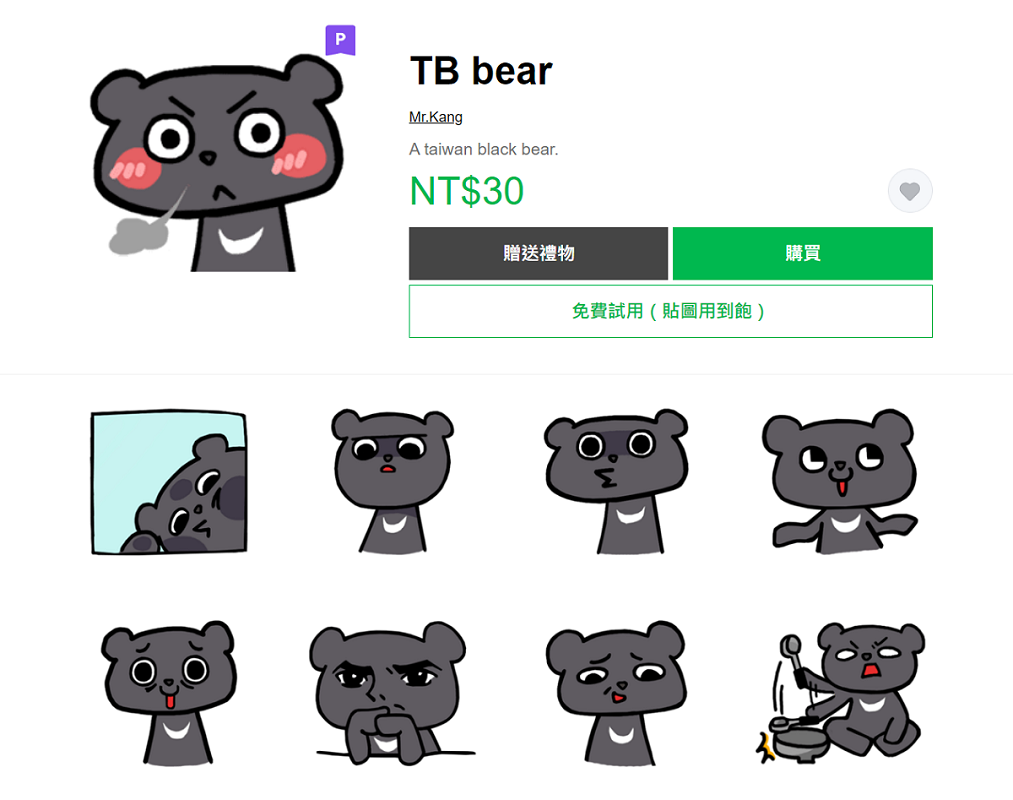 P
TB bear
Mr.Kang
A taiwan black bear.
NT$30
贈送禮物
購買
免費試用 ( 貼圖用到飽 )